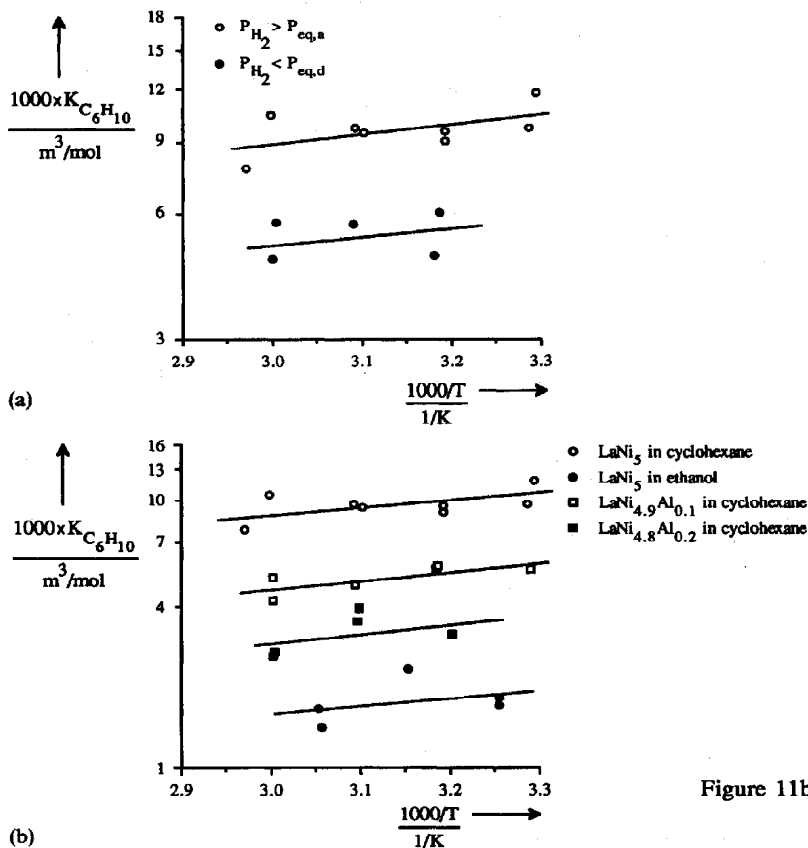 18
15
12
9
6
3
1000×K_C6H10
m³/mol
○ P_H2 > P_eq,a
● P_H2 < P_eq,d
2.9 3.0 3.1 3.2 3.3
1000/T
1/K
(a)
16
13
10
7
4
1
1000×K_C6H10
m³/mol
○ LaNi5 in cyclohexane
● LaNi5 in ethanol
□ LaNi4.9Al0.1 in cyclohexane
■ LaNi4.8Al0.2 in cyclohexane
2.9 3.0 3.1 3.2 3.3
1000/T
1/K
Figure 11b
(b)